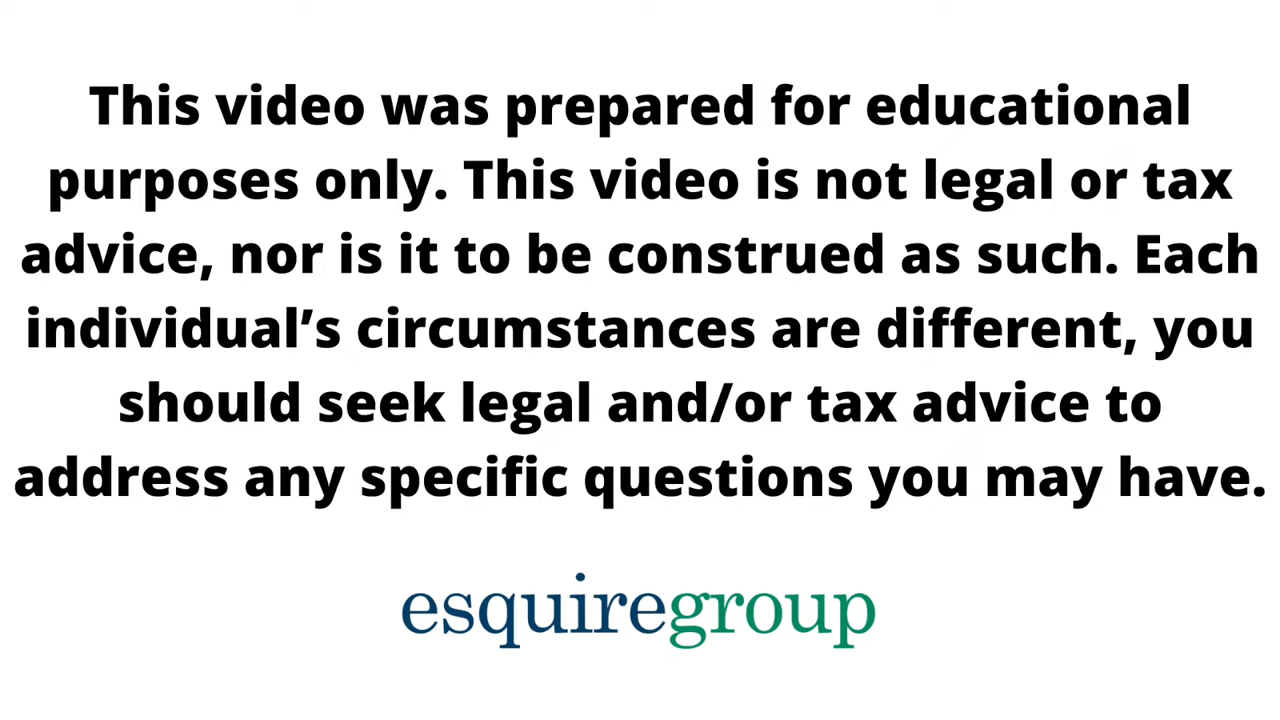 This video was prepared for educational
purposes only. This video is not legal or tax
advice, nor is it to be construed as such. Each
individual’s circumstances are different, you
should seek legal and/or tax advice to
address any specific questions you may have.
esquiregroup